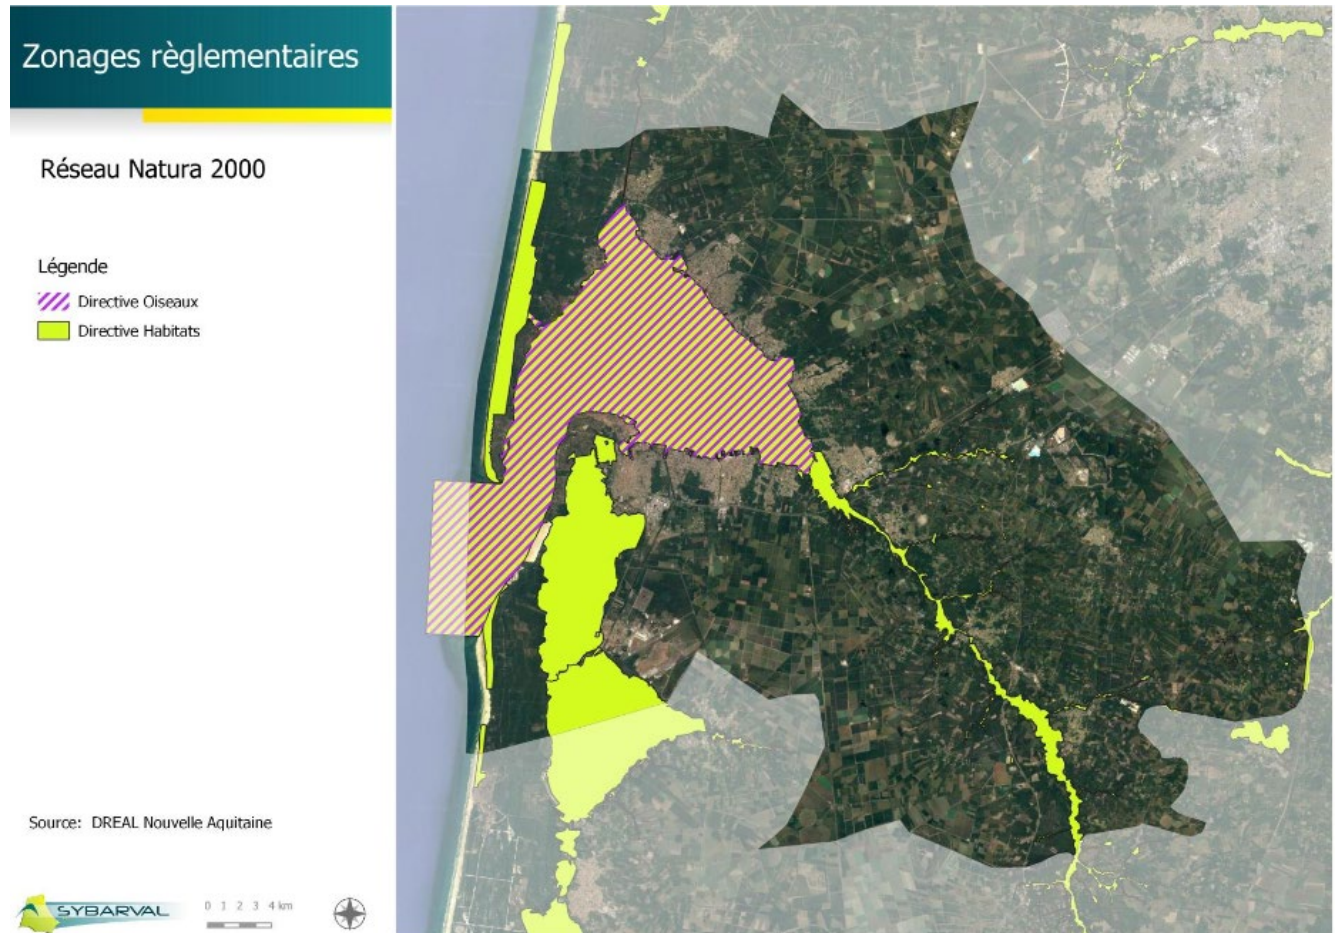 Zonages règlementaires
Réseau Natura 2000
Légende
Directive Oiseaux
Directive Habitats
Source: DREAL Nouvelle Aquitaine
SYBARVAL
0 1 2 3 4 km